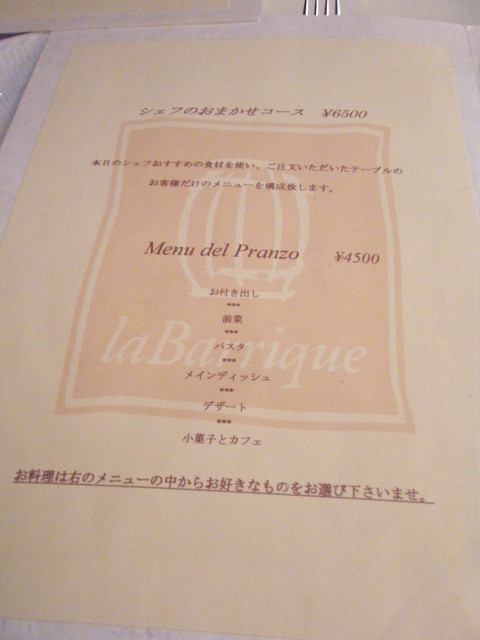 シェフのおまかせコース ¥6500
本日のシェフおすすめの食材を使い、ご注文いただいたテーブルの
お客様だけのメニューを構成致します。
Menu del Pranzo ¥4500
お付き出し
***
前菜
***
パスタ
***
laBarrique
メインディッシュ
***
デザート
***
小菓子とカフェ
お料理は右のメニューの中からお好きなものをお選び下さいませ。